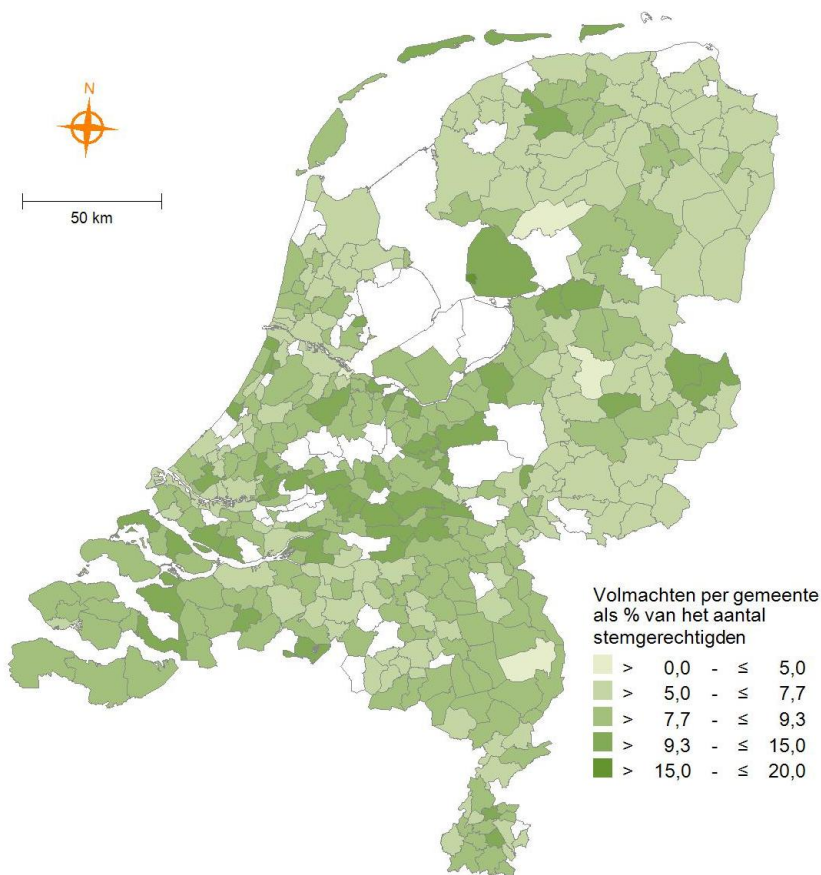 N
50 km
Volmachten per gemeente
als % van het aantal
stemgerechtigden
> 0,0 - ≤ 5,0
> 5,0 - ≤ 7,7
> 7,7 - ≤ 9,3
> 9,3 - ≤ 15,0
> 15,0 - ≤ 20,0